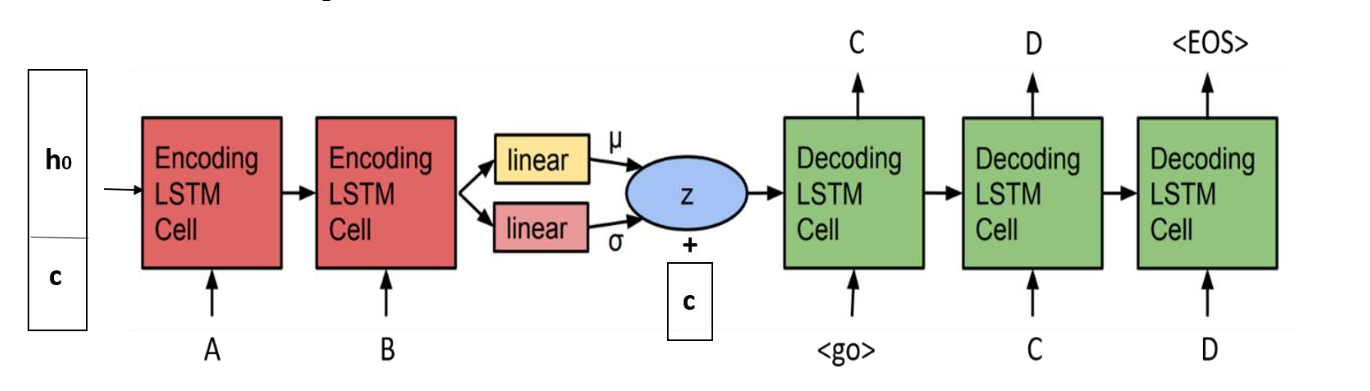 C D <EOS>
h₀
c
Encoding
LSTM
Cell
Encoding
LSTM
Cell
linear
μ
linear
σ
z
+
c
Decoding
LSTM
Cell
Decoding
LSTM
Cell
Decoding
LSTM
Cell
A B <go> C D